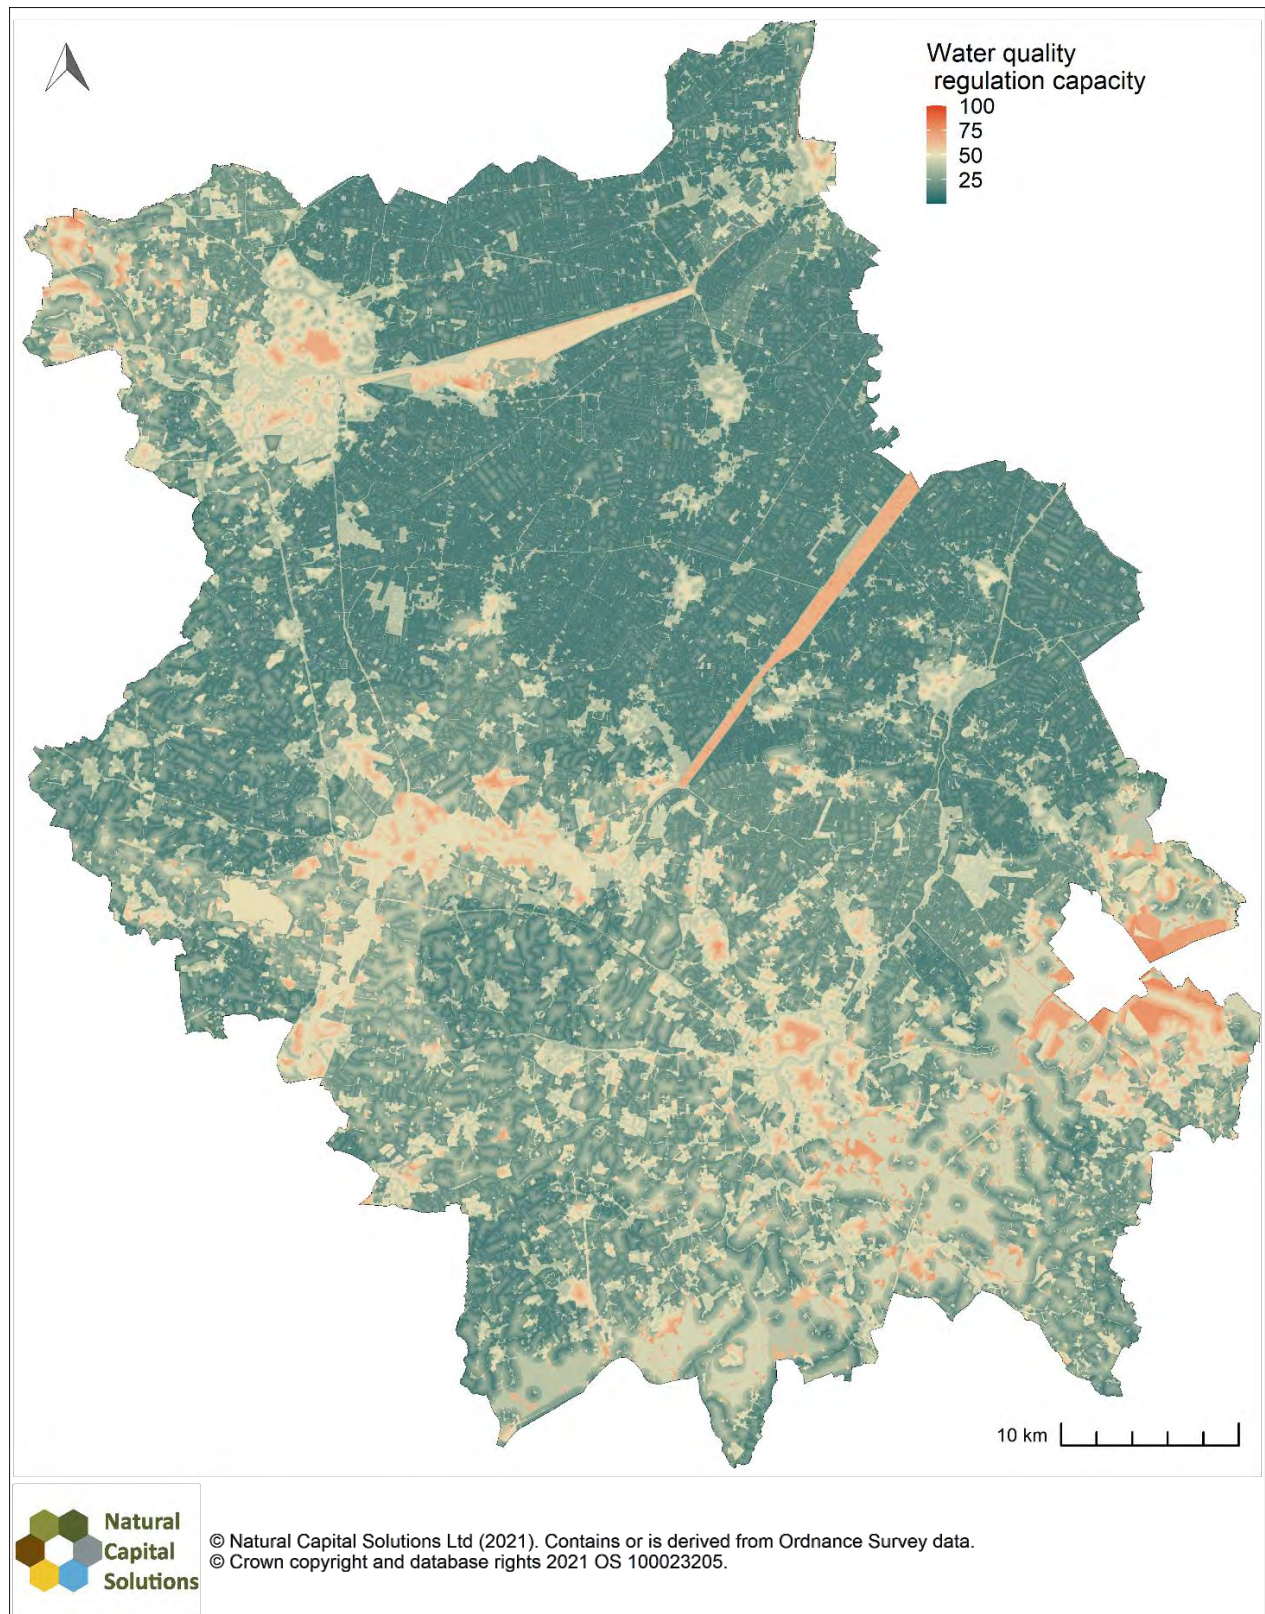 Water quality
regulation capacity
100
75
50
25
10 km
Natural
Capital
Solutions
© Natural Capital Solutions Ltd (2021). Contains or is derived from Ordnance Survey data.
© Crown copyright and database rights 2021 OS 100023205.